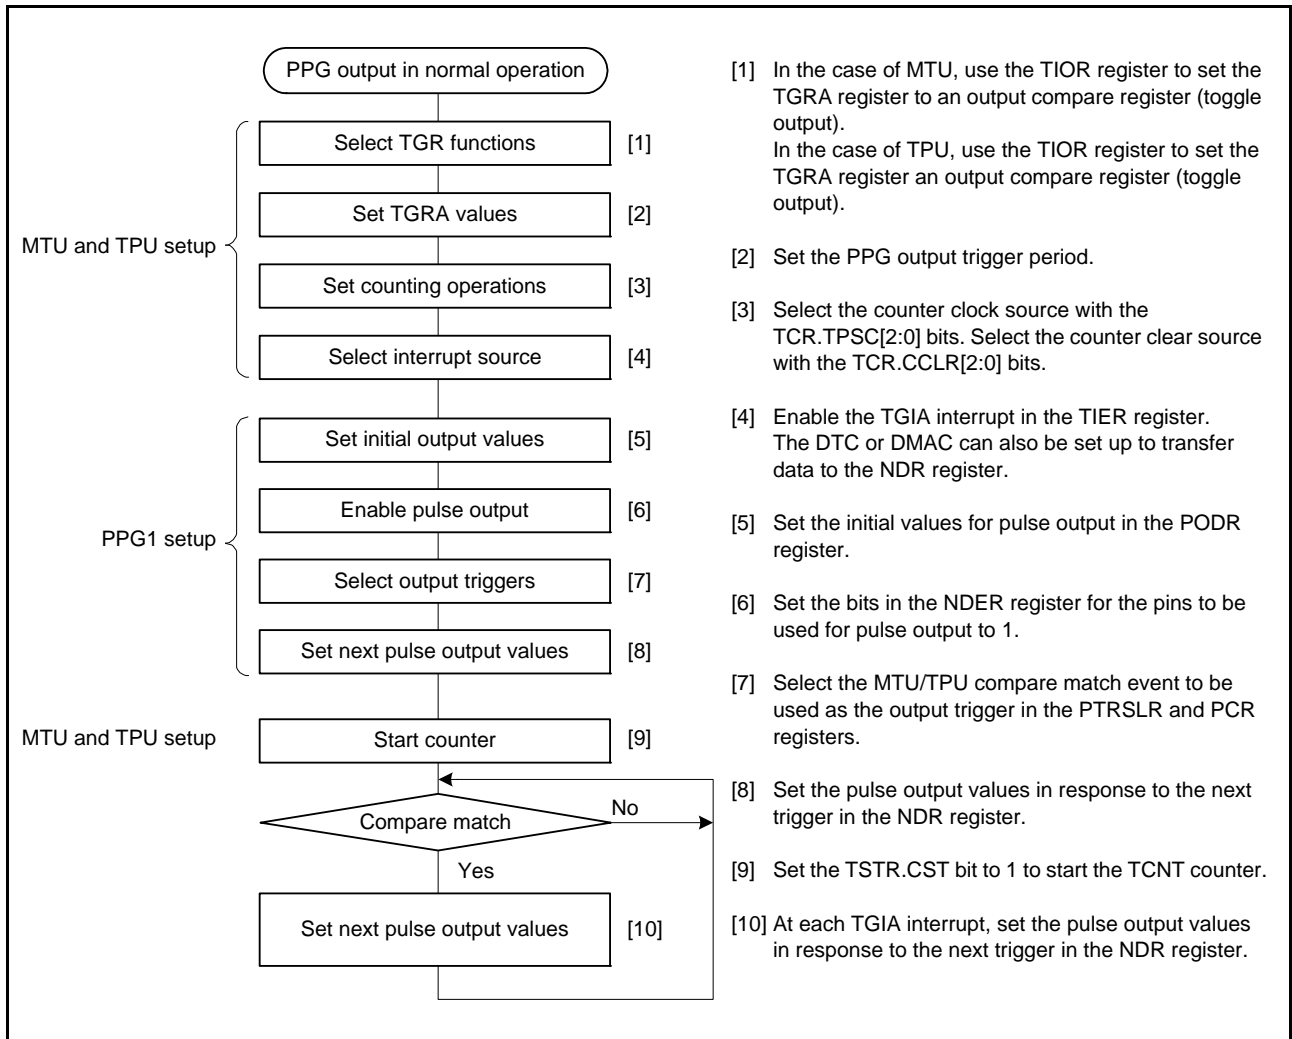 PPG output in normal operation
MTU and TPU setup
Select TGR functions [1]
Set TGRA values [2]
Set counting operations [3]
Select interrupt source [4]
PPG1 setup
Set initial output values [5]
Enable pulse output [6]
Select output triggers [7]
Set next pulse output values [8]
MTU and TPU setup
Start counter [9]
Compare match
No
Yes
Set next pulse output values [10]
[1] In the case of MTU, use the TIOR register to set the
TGRA register to an output compare register (toggle
output).
In the case of TPU, use the TIOR register to set the
TGRA register an output compare register (toggle
output).
[2] Set the PPG output trigger period.
[3] Select the counter clock source with the
TCR.TPSC[2:0] bits. Select the counter clear source
with the TCR.CCLR[2:0] bits.
[4] Enable the TGIA interrupt in the TIER register.
The DTC or DMAC can also be set up to transfer
data to the NDR register.
[5] Set the initial values for pulse output in the PODR
register.
[6] Set the bits in the NDER register for the pins to be
used for pulse output to 1.
[7] Select the MTU/TPU compare match event to be
used as the output trigger in the PTRSLR and PCR
registers.
[8] Set the pulse output values in response to the next
trigger in the NDR register.
[9] Set the TSTR.CST bit to 1 to start the TCNT counter.
[10] At each TGIA interrupt, set the pulse output values
in response to the next trigger in the NDR register.